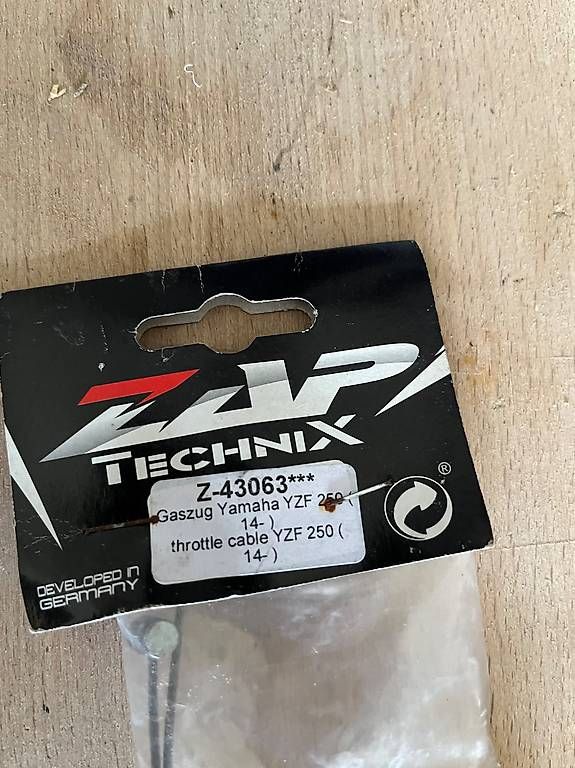 ZAP
TECHNIX
Z-43063***
Gaszug Yamaha YZF 250 (
14- )
throttle cable YZF 250 (
14- )
®
DEVELOPED IN
GERMANY